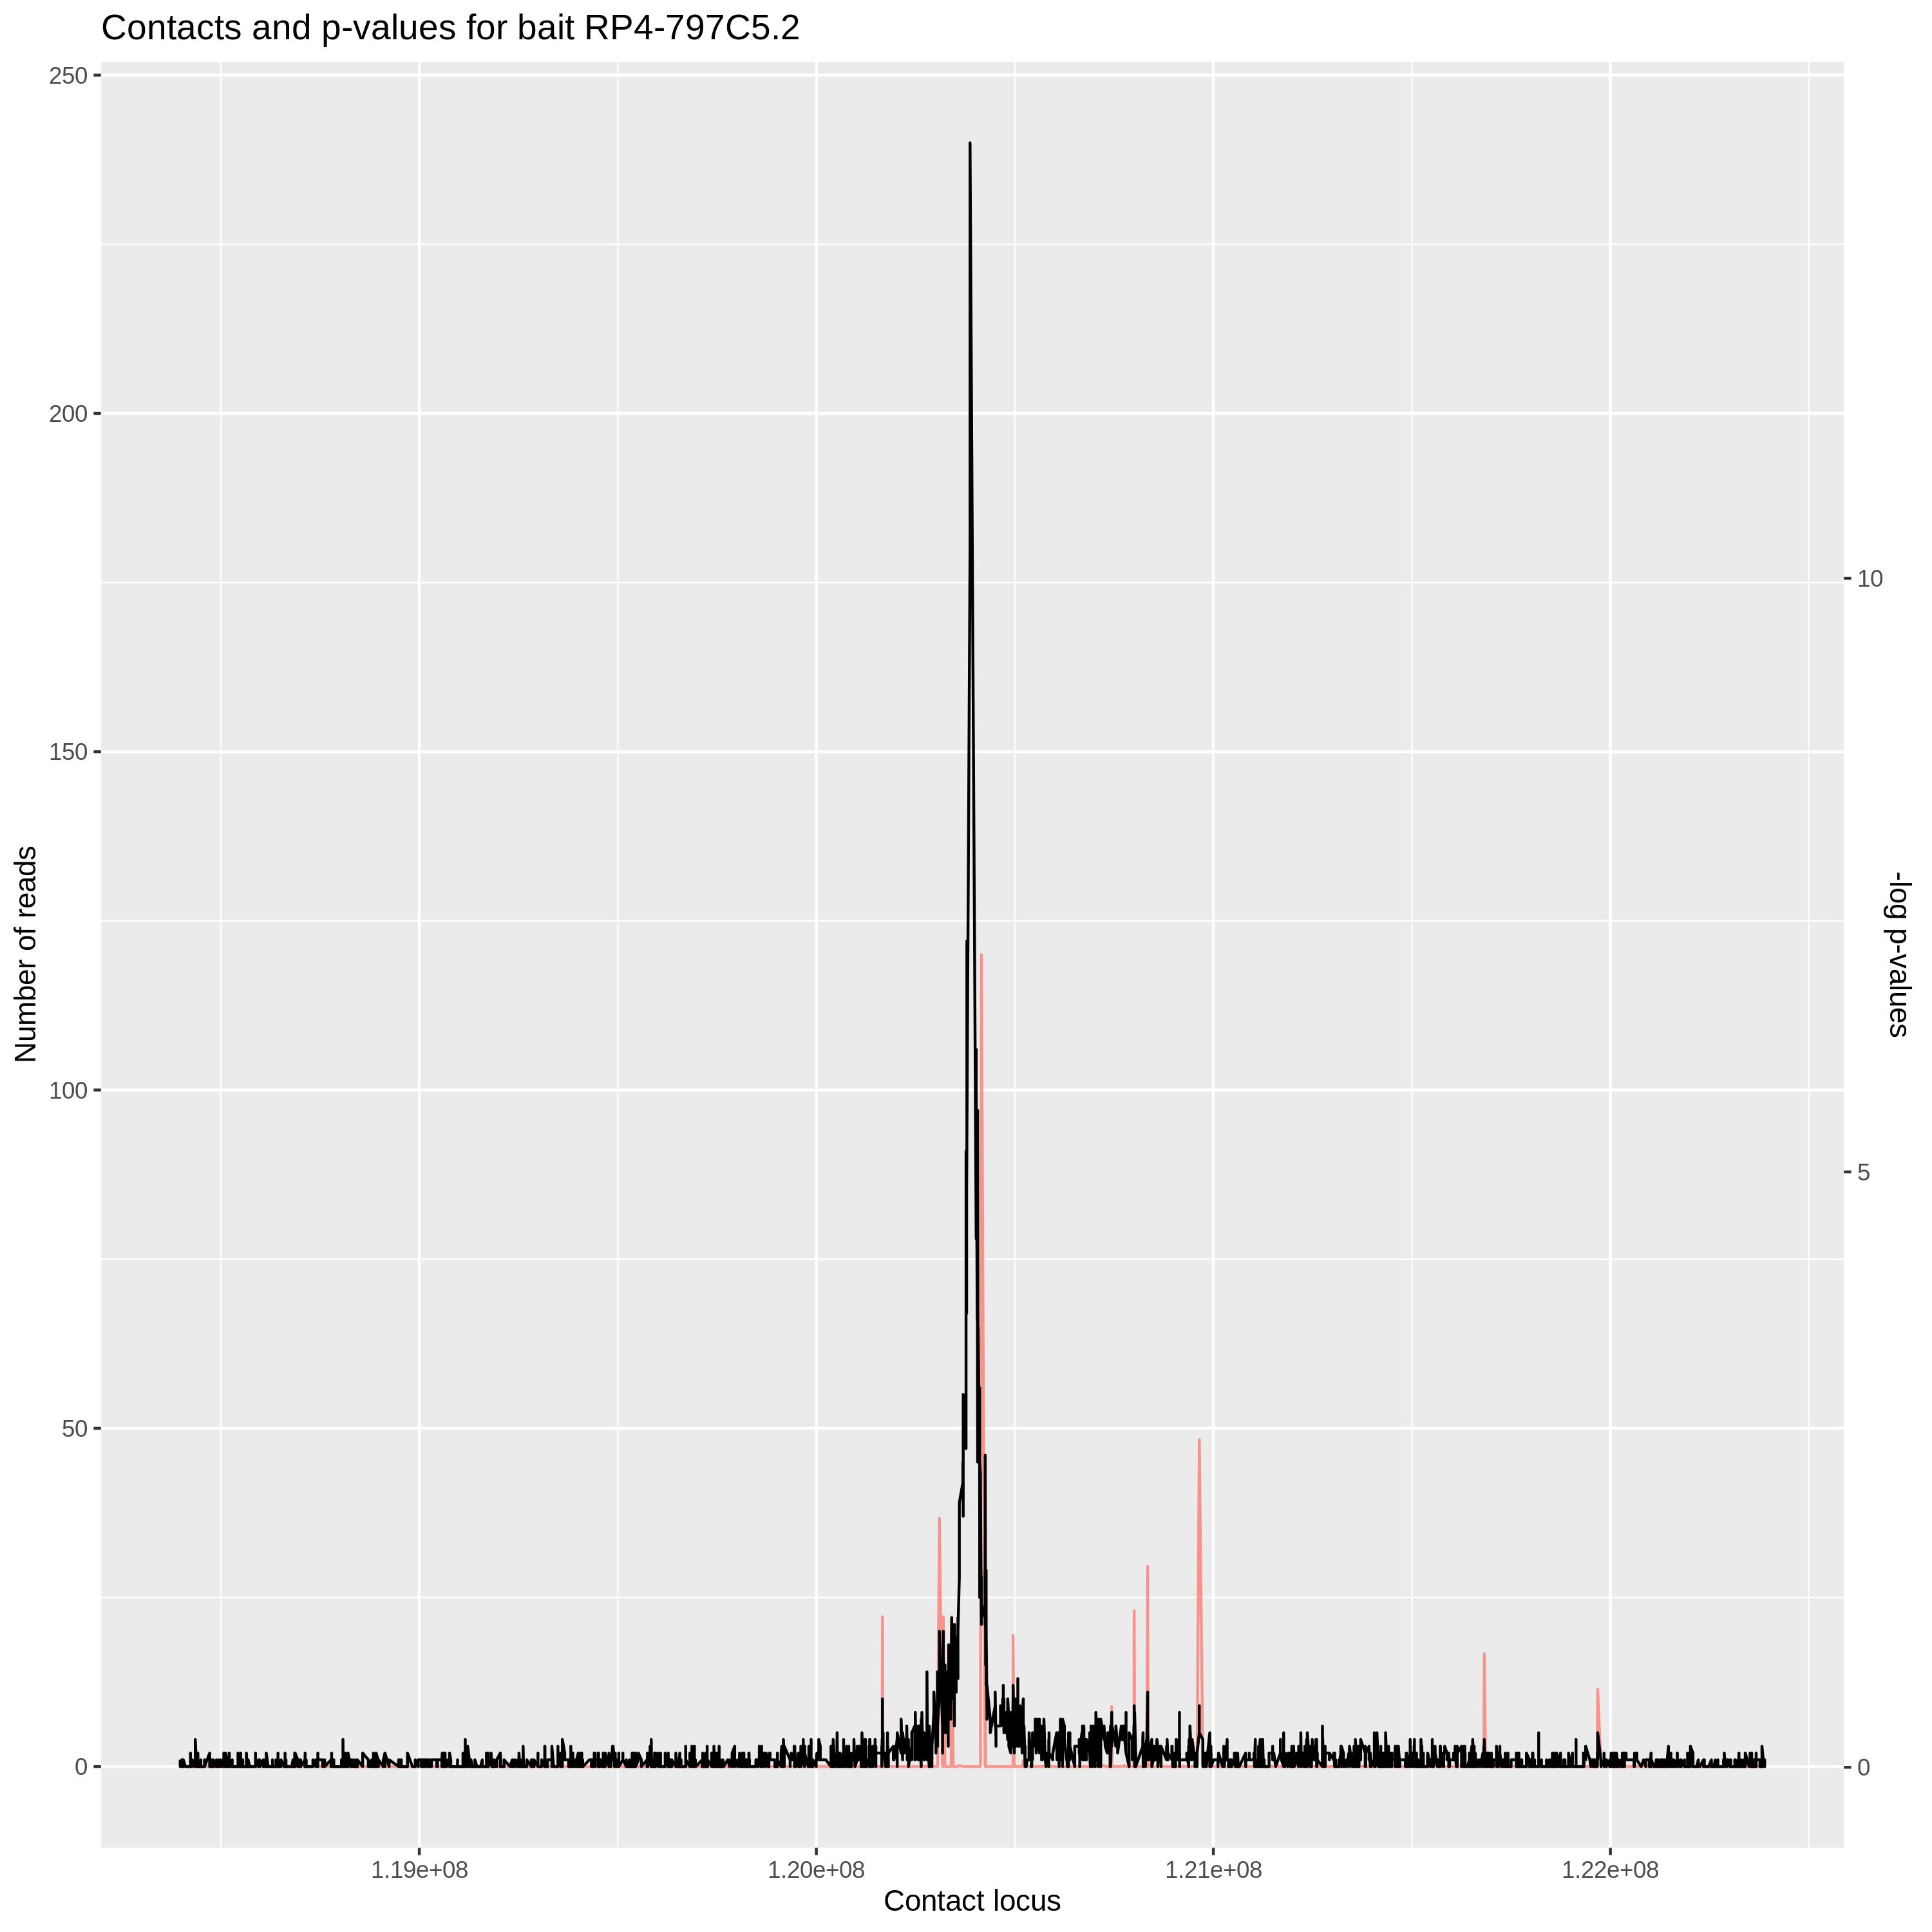 Contacts and p-values for bait RP4-797C5.2
250
200
150
100
50
0
Number of reads
10
5
0
-log p-values
1.19e+08
1.20e+08
1.21e+08
1.22e+08
Contact locus